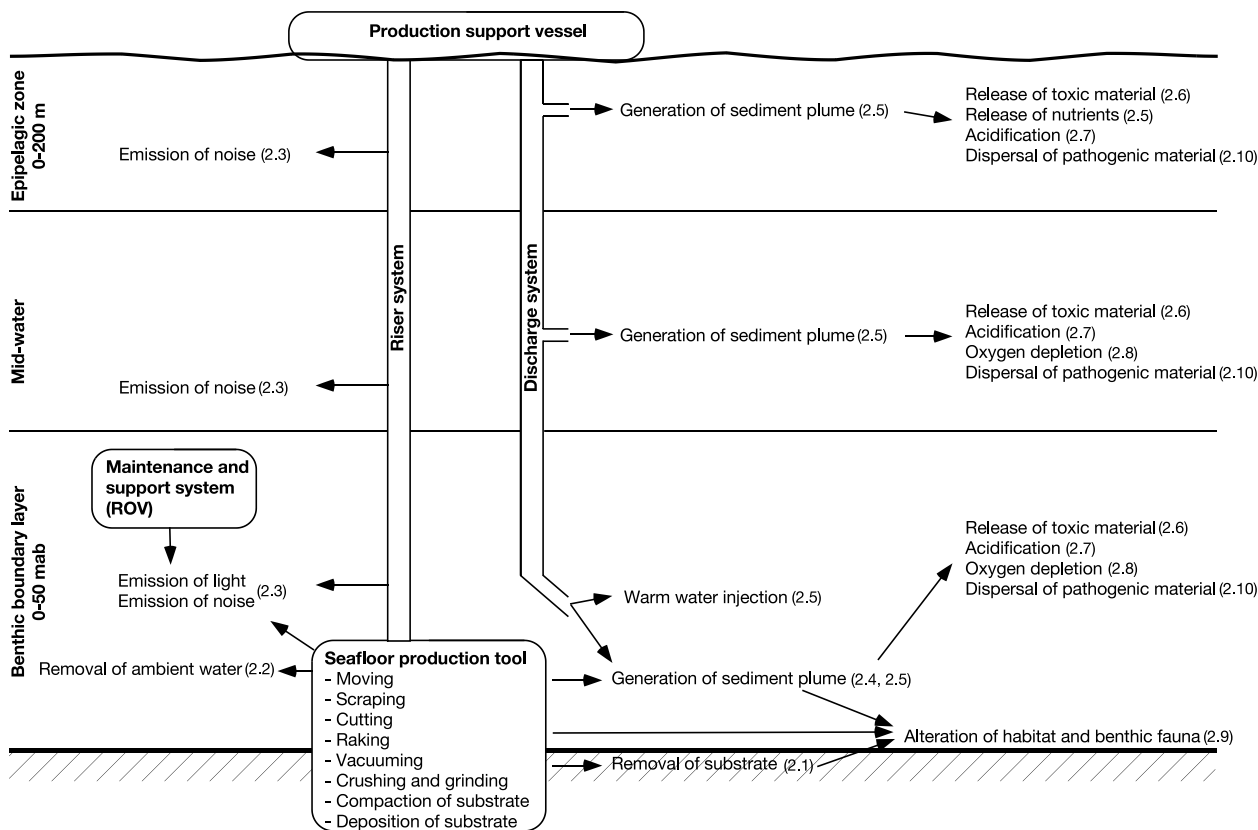 Production support vessel
Epipelagic zone
0-200 m
Generation of sediment plume (2.5)
Release of toxic material (2.6)
Release of nutrients (2.5)
Acidification (2.7)
Dispersal of pathogenic material (2.10)
Emission of noise (2.3)
Riser system
Discharge system
Mid-water
Generation of sediment plume (2.5)
Release of toxic material (2.6)
Acidification (2.7)
Oxygen depletion (2.8)
Dispersal of pathogenic material (2.10)
Emission of noise (2.3)
Benthic boundary layer
0-50 mab
Maintenance and
support system
(ROV)
Emission of light
Emission of noise
(2.3)
Removal of ambient water (2.2)
Release of toxic material (2.6)
Acidification (2.7)
Oxygen depletion (2.8)
Dispersal of pathogenic material (2.10)
Warm water injection (2.5)
Generation of sediment plume (2.4, 2.5)
Alteration of habitat and benthic fauna (2.9)
Removal of substrate (2.1)
Seafloor production tool
- Moving
- Scraping
- Cutting
- Raking
- Vacuuming
- Crushing and grinding
- Compaction of substrate
- Deposition of substrate